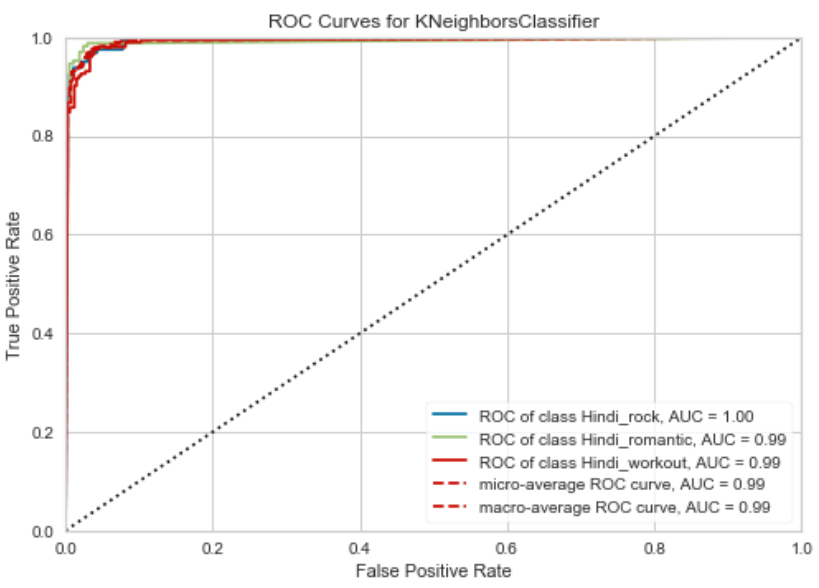 ROC Curves for KNeighborsClassifier
1.0
0.8
0.6
0.4
0.2
0.0
True Positive Rate
ROC of class Hindi_rock, AUC = 1.00
ROC of class Hindi_romantic, AUC = 0.99
ROC of class Hindi_workout, AUC = 0.99
micro-average ROC curve, AUC = 0.99
macro-average ROC curve, AUC = 0.99
0.0 0.2 0.4 0.6 0.8 1.0
False Positive Rate